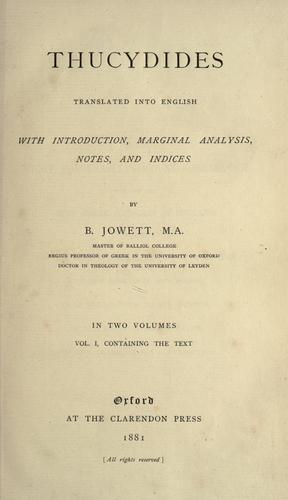 THUCYDIDES
TRANSLATED INTO ENGLISH
WITH INTRODUCTION, MARGINAL ANALYSIS,
NOTES, AND INDICES
BY
B. JOWETT, M.A.
MASTER OF BALLIOL COLLEGE
REGIUS PROFESSOR OF GREEK IN THE UNIVERSITY OF OXFORD
DOCTOR IN THEOLOGY OF THE UNIVERSITY OF LEYDEN
IN TWO VOLUMES
VOL. I, CONTAINING THE TEXT
Oxford
AT THE CLARENDON PRESS
1881
[All rights reserved]